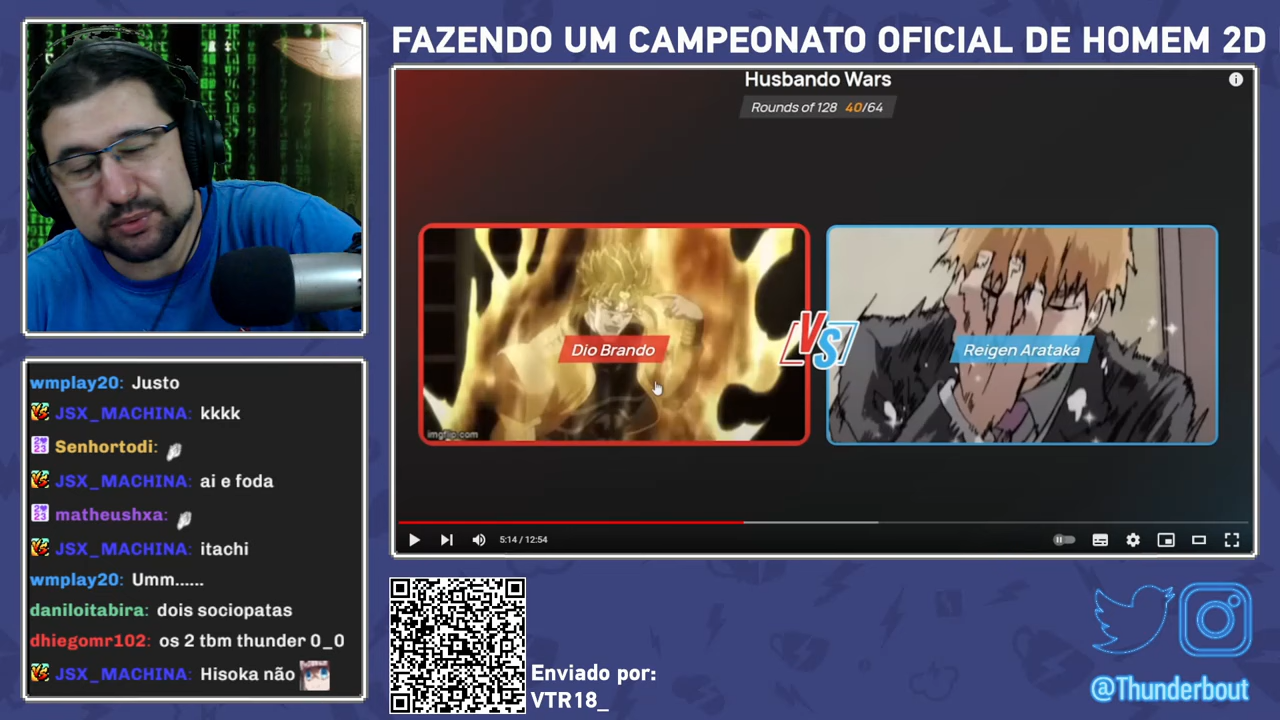 FAZENDO UM CAMPEONATO OFICIAL DE HOMEM 2D
Husbando Wars
Rounds of 128 40/64
Dio Brando
VS
Reigen Arataka
imgflip.com
5:14 / 12:54
wmplay20: Justo
JSX_MACHINA: kkkk
Senhortodi:
JSX_MACHINA: ai e foda
matheushxa:
JSX_MACHINA: itachi
wmplay20: Umm......
daniloitabira: dois sociopatas
dhiegomr102: os 2 tbm thunder 0_0
JSX_MACHINA: Hisoka não
Enviado por:
VTR18_
@Thunderbout